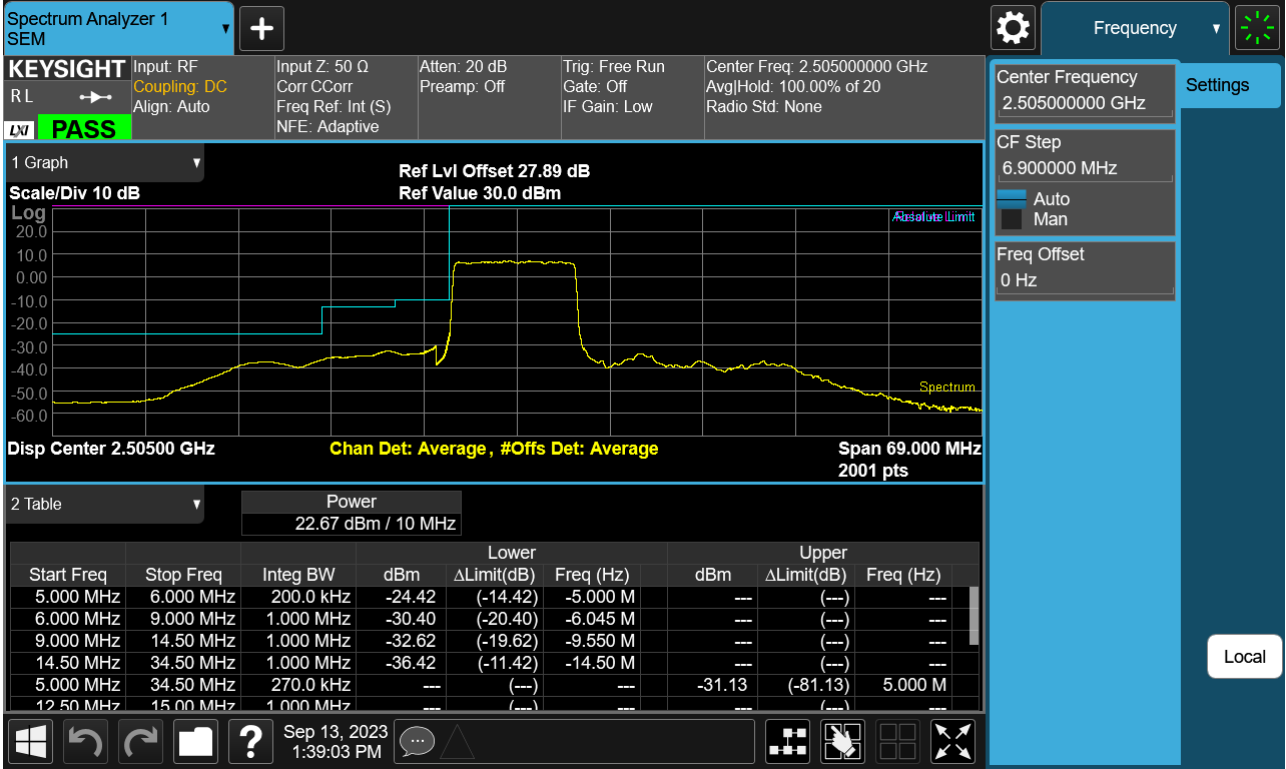 Spectrum Analyzer 1
SEM
Frequency
KEYSIGHT
R L
LXI
PASS
Input: RF
Coupling: DC
Align: Auto
Input Z: 50 Ω
Corr CCorr
Freq Ref: Int (S)
NFE: Adaptive
Atten: 20 dB
Preamp: Off
Trig: Free Run
Gate: Off
IF Gain: Low
Center Freq: 2.505000000 GHz
Avg|Hold: 100.00% of 20
Radio Std: None
Center Frequency
2.505000000 GHz
Settings
CF Step
6.900000 MHz
Auto
Man
Freq Offset
0 Hz
1 Graph
Ref Lvl Offset 27.89 dB
Scale/Div 10 dB
Ref Value 30.0 dBm
Log
Absolute Limit
20.0
10.0
0.00
-10.0
-20.0
-30.0
-40.0
-50.0
-60.0
Spectrum
Disp Center 2.50500 GHz
Chan Det: Average , #Offs Det: Average
Span 69.000 MHz
2001 pts
2 Table
Power
22.67 dBm / 10 MHz
Lower Upper
Start Freq Stop Freq Integ BW dBm ΔLimit(dB) Freq (Hz) dBm ΔLimit(dB) Freq (Hz)
5.000 MHz 6.000 MHz 200.0 kHz -24.42 (-14.42) -5.000 M --- (---) ---
6.000 MHz 9.000 MHz 1.000 MHz -30.40 (-20.40) -6.045 M --- (---) ---
9.000 MHz 14.50 MHz 1.000 MHz -32.62 (-19.62) -9.550 M --- (---) ---
14.50 MHz 34.50 MHz 1.000 MHz -36.42 (-11.42) -14.50 M --- (---) ---
5.000 MHz 34.50 MHz 270.0 kHz --- (---) --- -31.13 (-81.13) 5.000 M
12.50 MHz 15.00 MHz 1.000 MHz --- (---) --- --- (---) ---
Local
Sep 13, 2023
1:39:03 PM